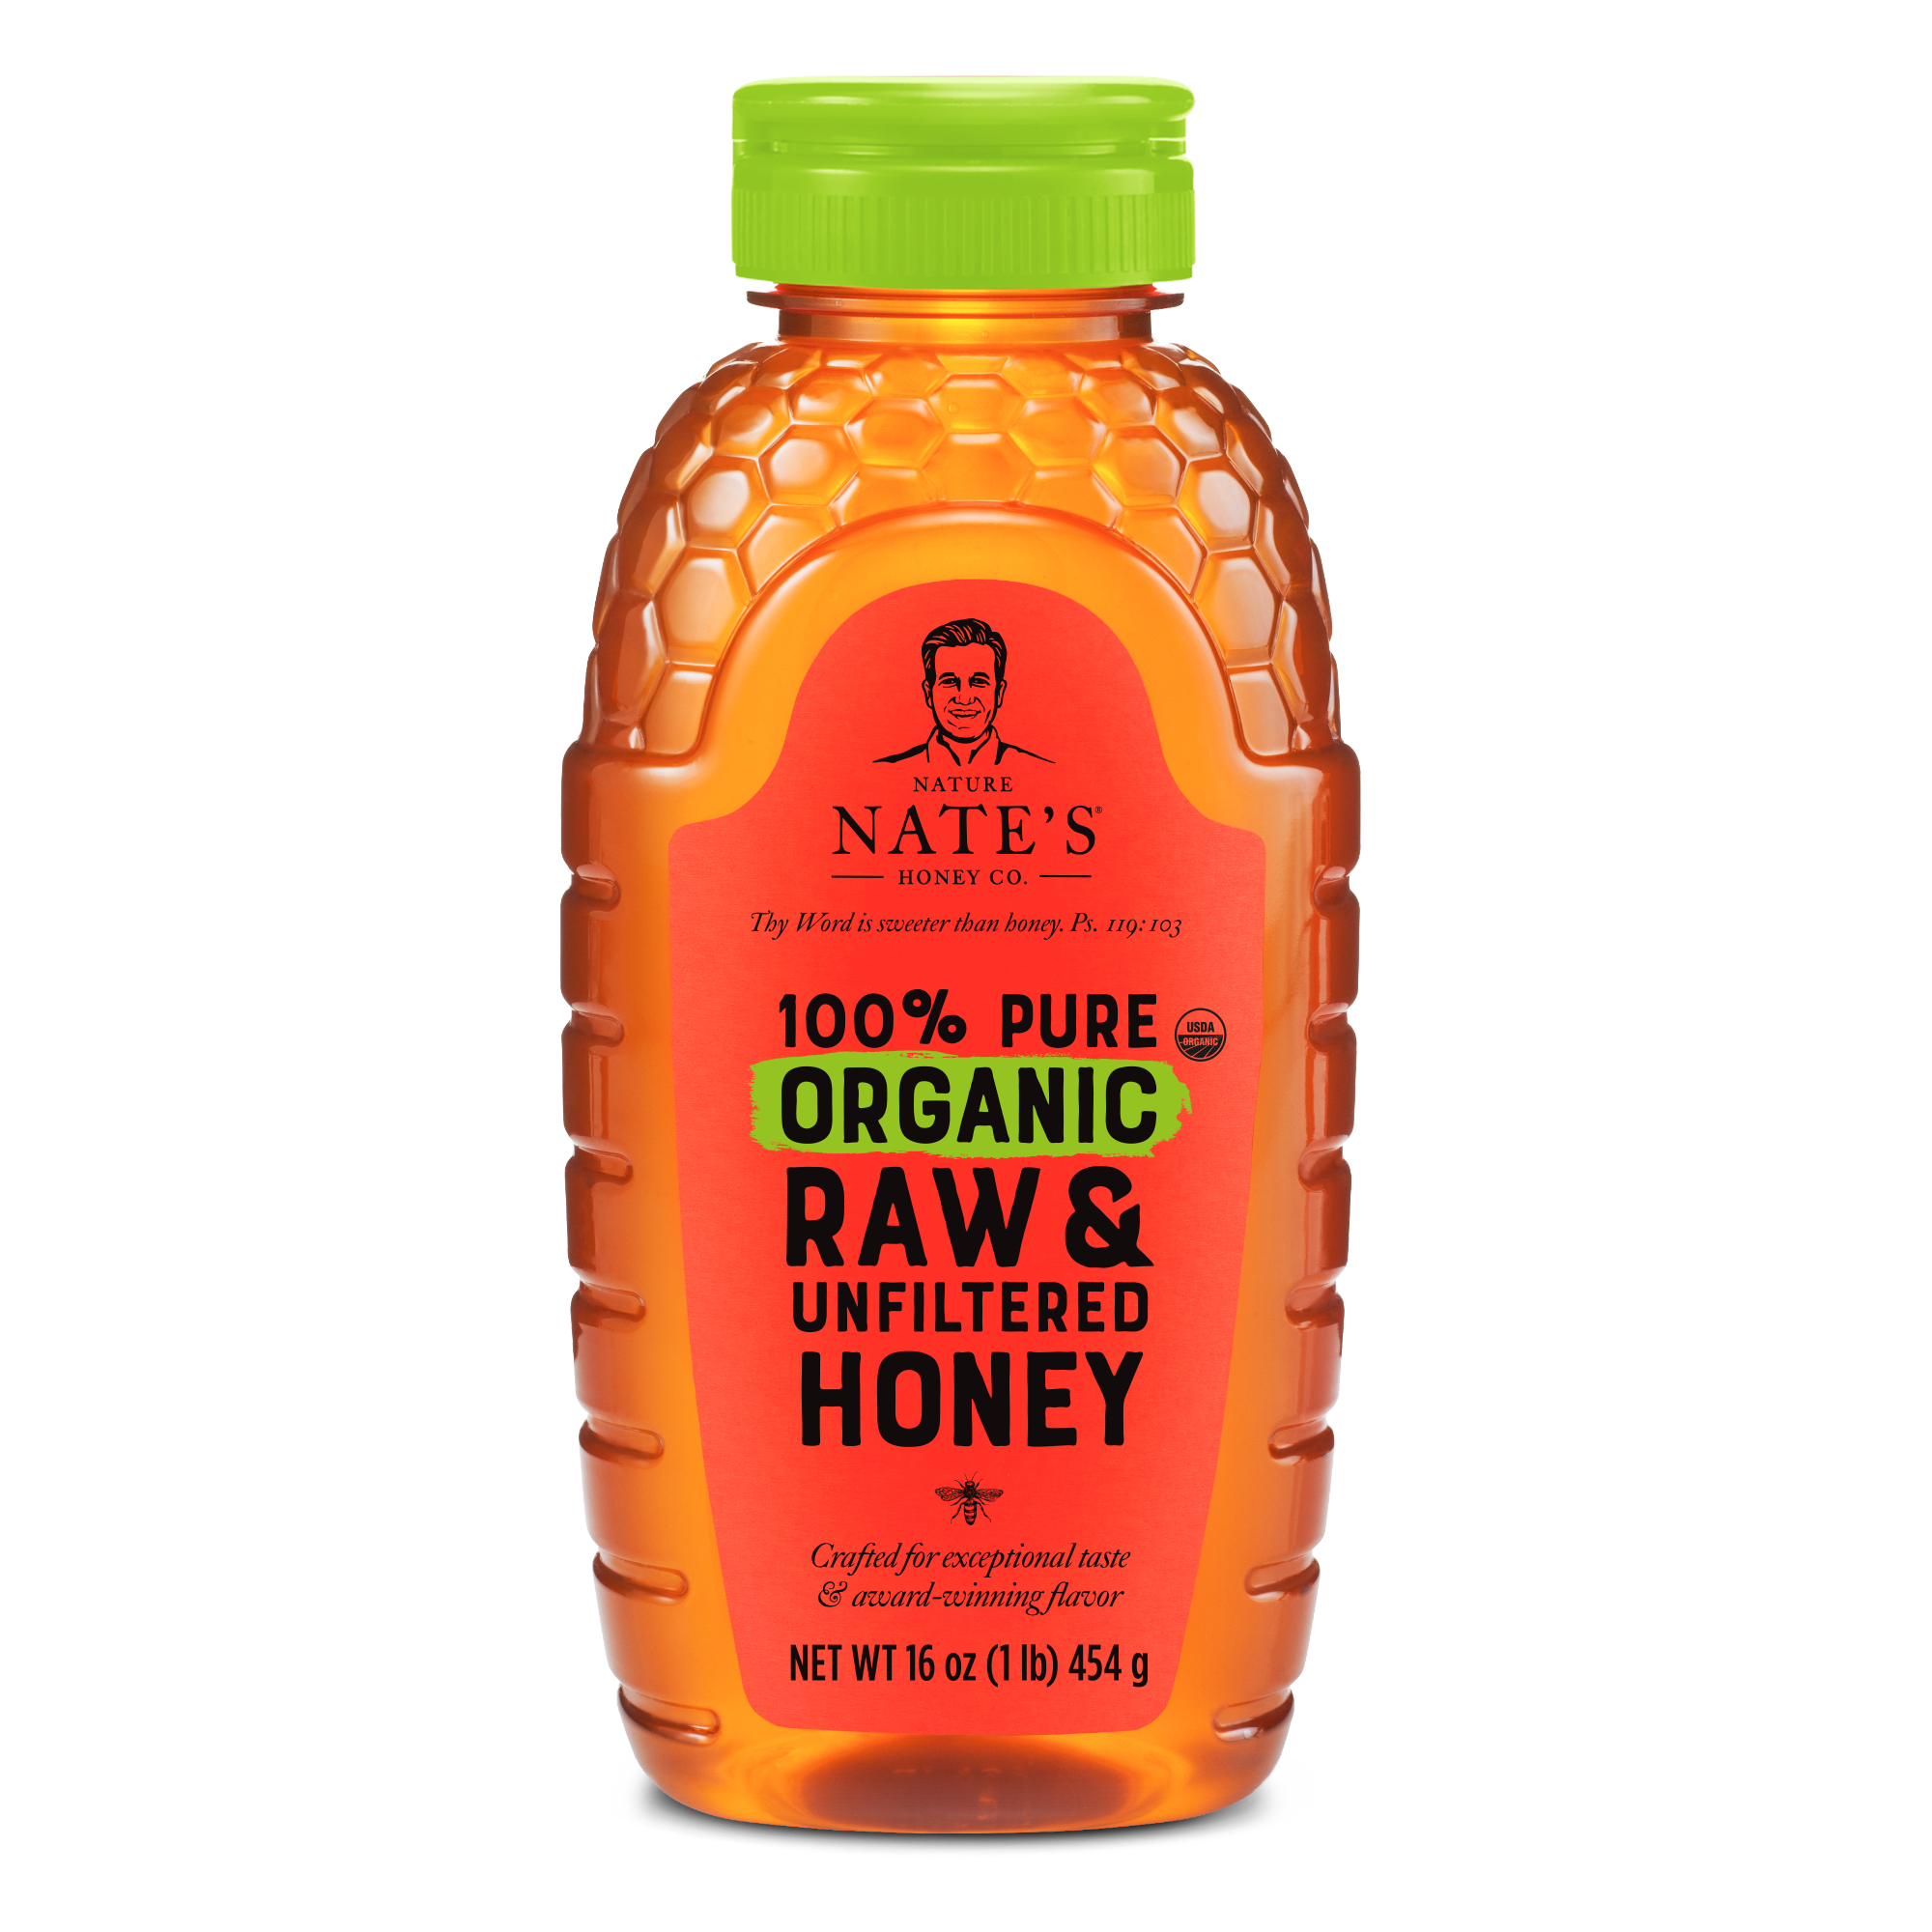 NATURE
NATE'S®
HONEY CO.
Thy Word is sweeter than honey. Ps. 119:103
100% PURE
USDA
ORGANIC
ORGANIC
RAW &
UNFILTERED
HONEY
Crafted for exceptional taste
& award-winning flavor
NET WT 16 oz (1 lb) 454 g